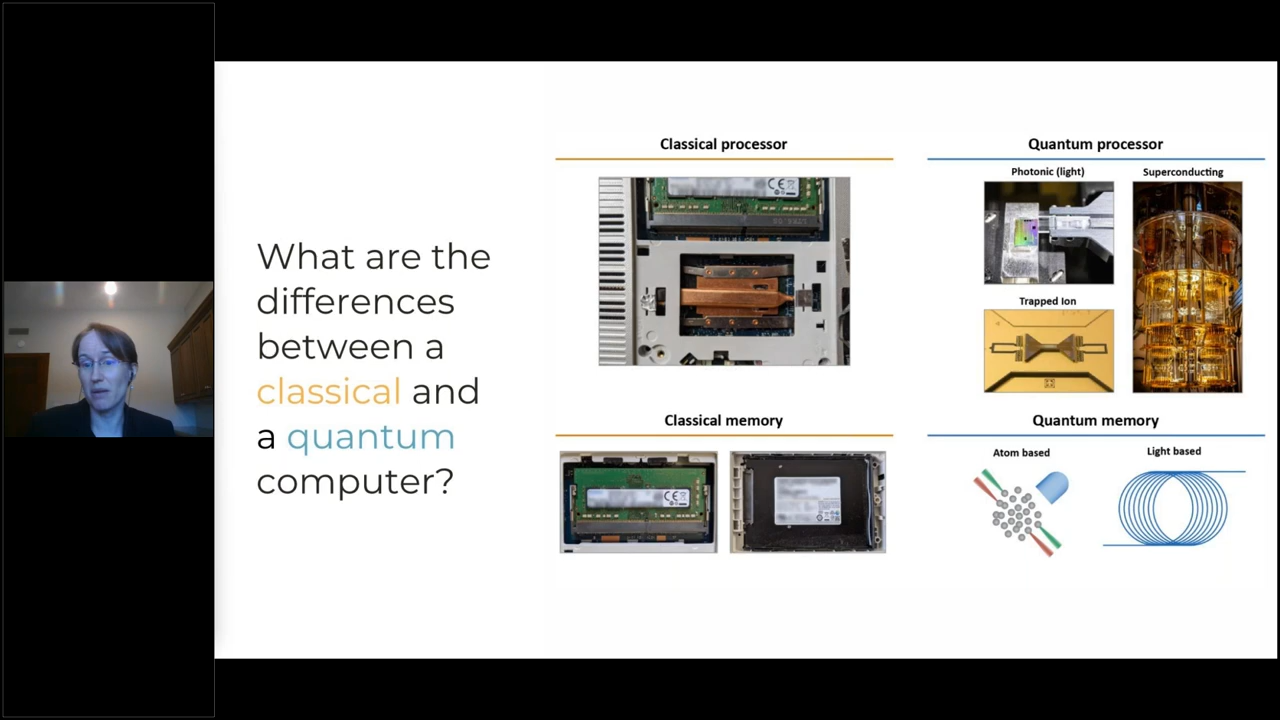 What are the
differences
between a
classical and
a quantum
computer?
Classical processor
Quantum processor
Photonic (light)
Superconducting
Trapped Ion
Classical memory
Quantum memory
Atom based
Light based